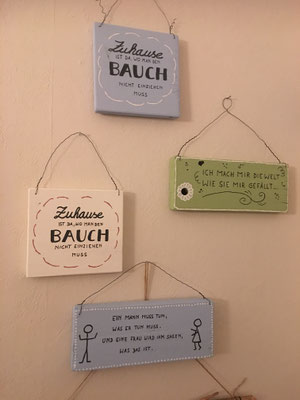 Zuhause
IST DA, WO MAN DEN
BAUCH
NICHT EINZIEHEN
MUSS
ICH MACH MIR DIE WELT,
WIE SIE MIR GEFÄLLT...
Zuhause
IST DA, WO MAN DEN
BAUCH
NICHT EINZIEHEN
MUSS
EIN MANN MUSS TUN,
WAS ER TUN MUSS.
UND EINE FRAU WIRD IHM SAGEN,
WAS DAS IST...